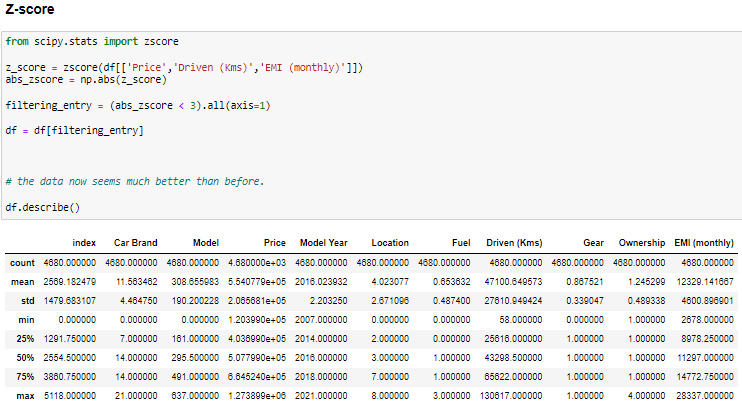 Z-score
from scipy.stats import zscore
z_score = zscore(df[['Price','Driven (Kms)','EMI (monthly)']])
abs_zscore = np.abs(z_score)
filtering_entry = (abs_zscore < 3).all(axis=1)
df = df[filtering_entry]
# the data now seems much better than before.
df.describe()
index Car Brand Model Price Model Year Location Fuel Driven (Kms) Gear Ownership EMI (monthly)
count 4680.000000 4680.000000 4680.000000 4.680000e+03 4680.000000 4680.000000 4680.000000 4680.000000 4680.000000 4680.000000 4680.000000
mean 2569.182479 11.563462 308.655983 5.540779e+05 2016.023932 4.023077 0.653632 47100.649573 0.867521 1.245299 12329.141667
std 1479.683107 4.464750 190.200228 2.065681e+05 2.203250 2.671096 0.487400 27610.949424 0.339047 0.489338 4600.896901
min 0.000000 0.000000 0.000000 1.203990e+05 2007.000000 0.000000 0.000000 58.000000 0.000000 1.000000 2678.000000
25% 1291.750000 7.000000 161.000000 4.036990e+05 2014.000000 2.000000 0.000000 25616.000000 1.000000 1.000000 8978.250000
50% 2554.500000 14.000000 295.500000 5.077990e+05 2016.000000 3.000000 1.000000 43298.500000 1.000000 1.000000 11297.000000
75% 3860.750000 14.000000 491.000000 6.645240e+05 2018.000000 7.000000 1.000000 65622.000000 1.000000 1.000000 14772.750000
max 5118.000000 21.000000 637.000000 1.273899e+06 2021.000000 8.000000 3.000000 130617.000000 1.000000 4.000000 28337.000000